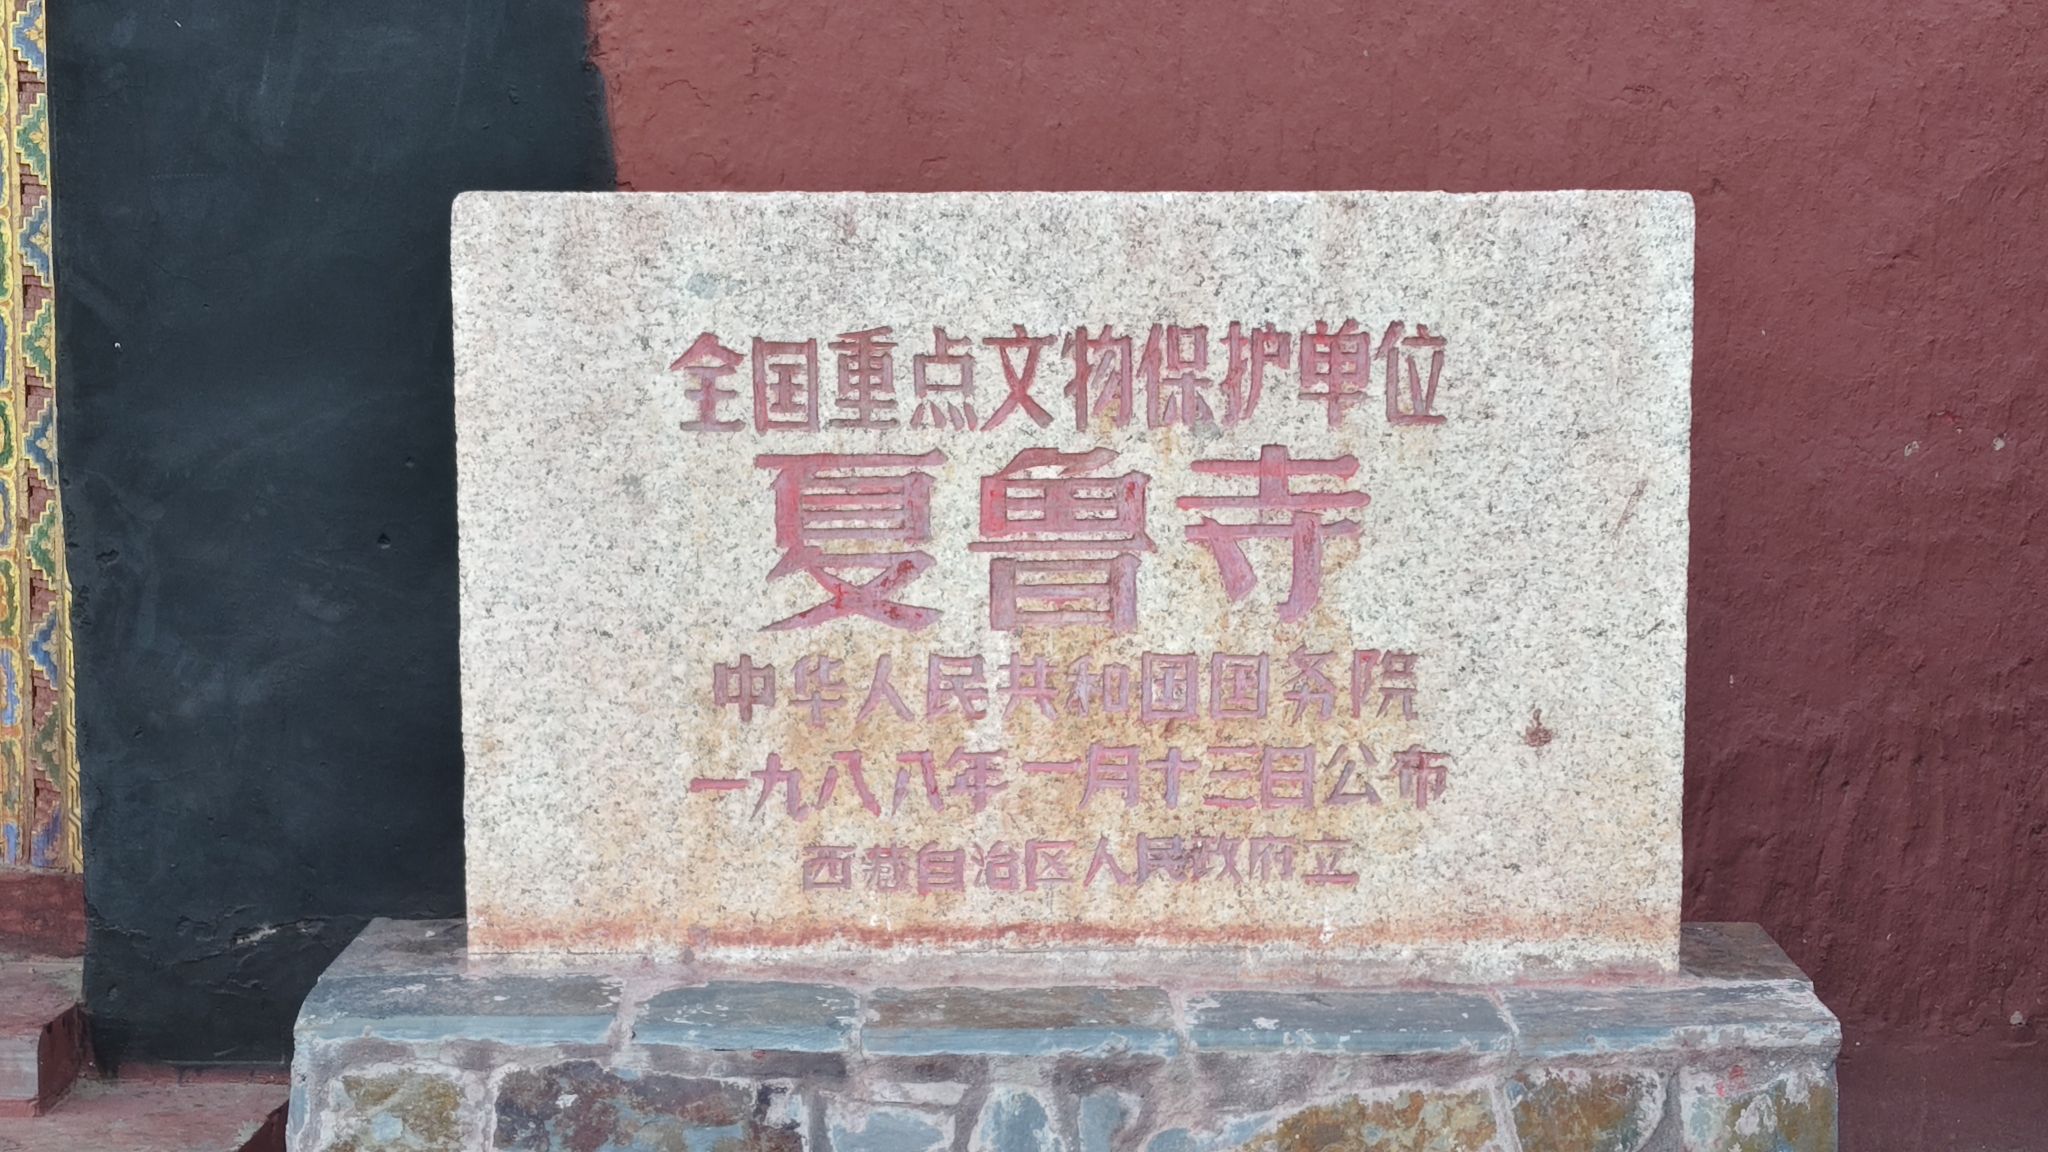 全国重点文物保护单位
夏鲁寺
中华人民共和国国务院
一九八八年一月十三日公布
西藏自治区人民政府立